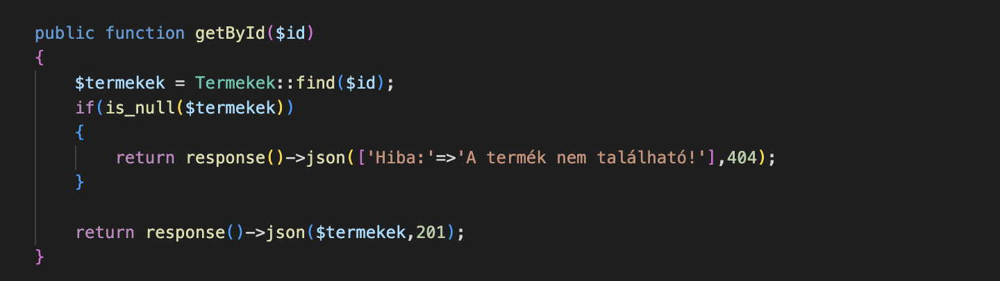 public function getById($id)
{
    $termekek = Termekek::find($id);
    if(is_null($termekek))
    {
        return response()->json(['Hiba:'=>'A termék nem található!'],404);
    }

    return response()->json($termekek,201);
}